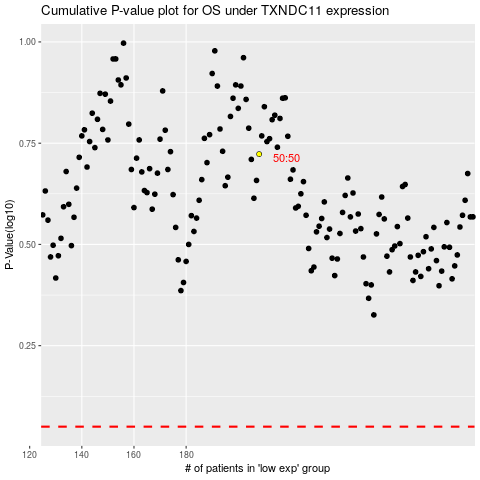 Cumulative P-value plot for OS under TXNDC11 expression
1.00
0.75
50:50
0.50
0.25
120 140 160 180
P-Value(log10)
# of patients in 'low exp' group